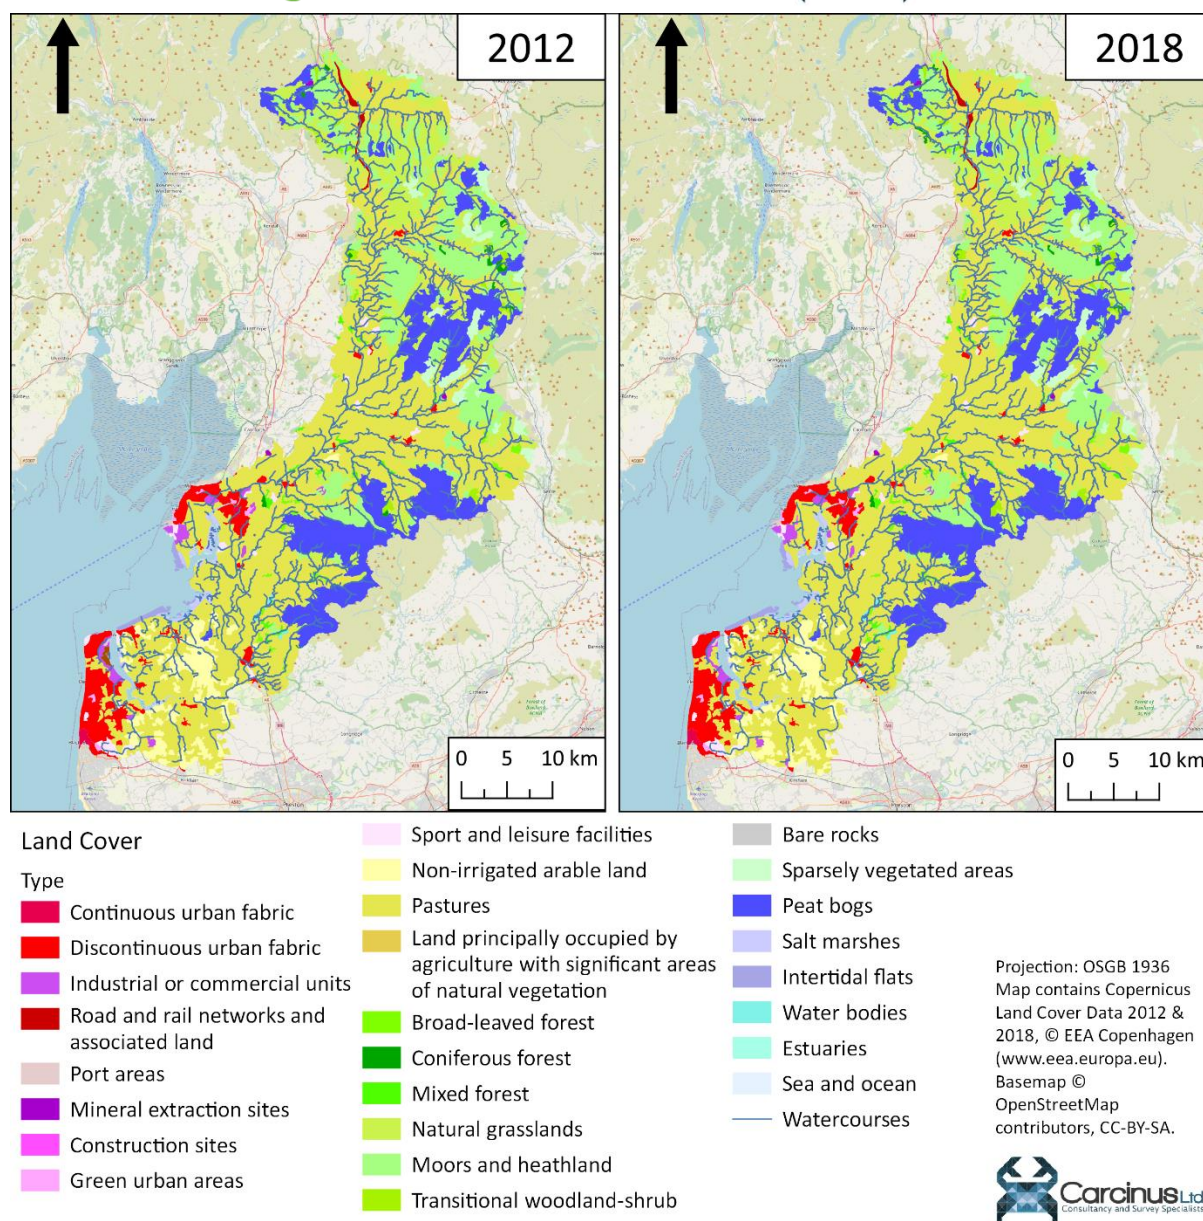 2012
2018
0 5 10 km
0 5 10 km
Land Cover
Type
Continuous urban fabric
Discontinuous urban fabric
Industrial or commercial units
Road and rail networks and
associated land
Port areas
Mineral extraction sites
Construction sites
Green urban areas
Sport and leisure facilities
Non-irrigated arable land
Pastures
Land principally occupied by
agriculture with significant areas
of natural vegetation
Broad-leaved forest
Coniferous forest
Mixed forest
Natural grasslands
Moors and heathland
Transitional woodland-shrub
Bare rocks
Sparsely vegetated areas
Peat bogs
Salt marshes
Intertidal flats
Water bodies
Estuaries
Sea and ocean
Watercourses
Projection: OSGB 1936
Map contains Copernicus
Land Cover Data 2012 &
2018, © EEA Copenhagen
(www.eea.europa.eu).
Basemap ©
OpenStreetMap
contributors, CC-BY-SA.
Carcinus Ltd
Consultancy and Survey Specialists